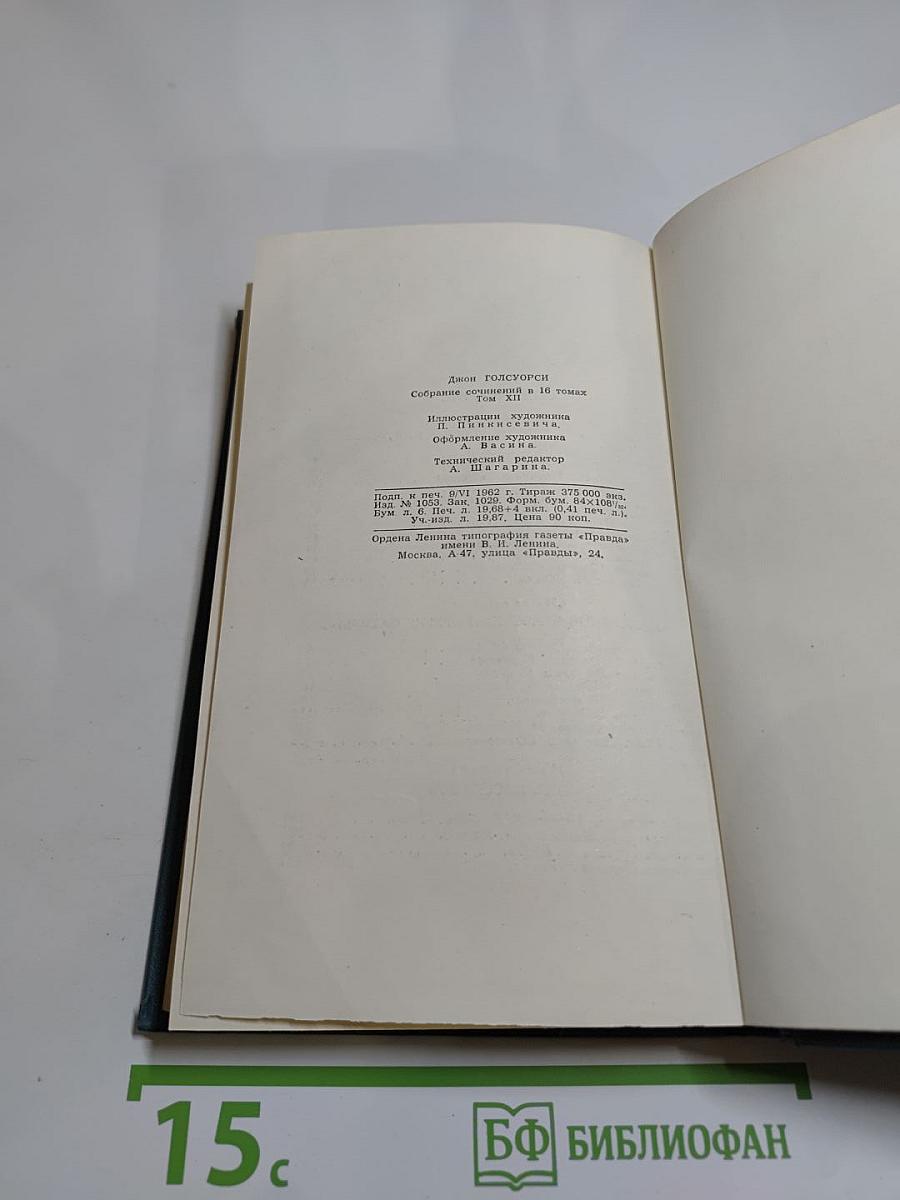 Джон ГОЛСУОРСИ
Собрание сочинений в 16 томах
Том XII
Иллюстрации художника
П. Пинкисевича.
Оформление художника
А. Васина.
Технический редактор
А. Шагарина.
Подп. к печ. 9/VI 1962 г. Тираж 375 000 экз.
Изд. № 1053. Зак. 1029. Форм. бум. 84×108¹/₃₂.
Бум л. 6. Печ. л. 19,68+4 вкл. (0,41 печ. л.).
Уч.-изд. л. 19,87. Цена 90 коп.
Ордена Ленина типография газеты «Правда»
имени В. И. Ленина.
Москва, А-47, улица «Правды», 24.
15 с
БФ БИБЛИОФАН